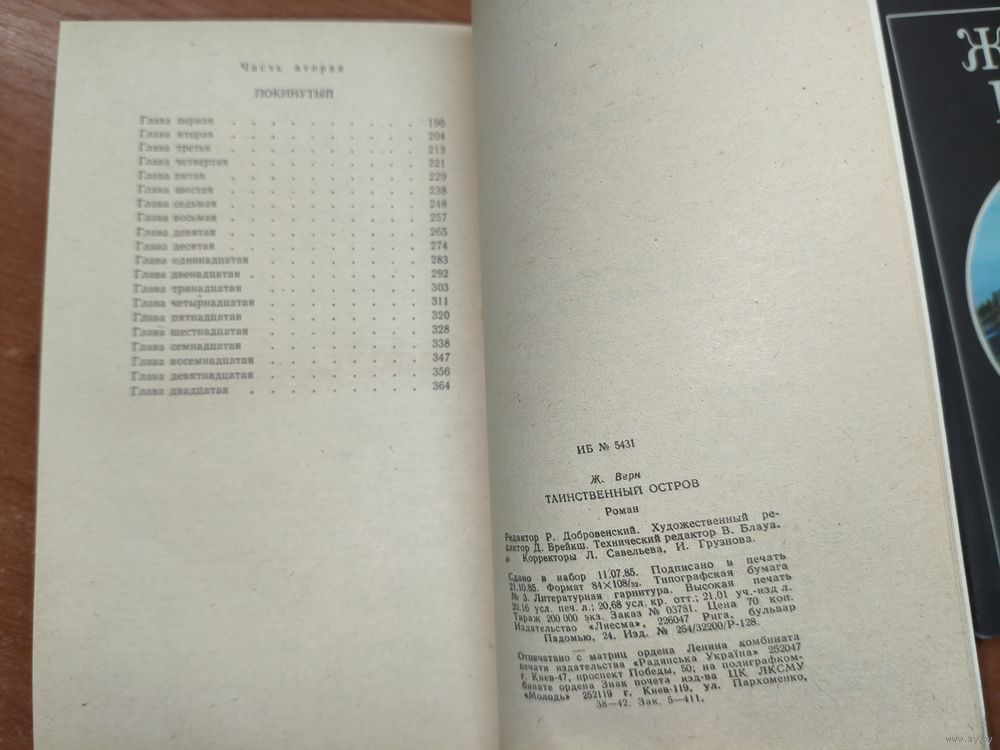 Часть вторая
ПОКИНУТЫЙ
Глава первая . . . . . . . . . . 196
Глава вторая . . . . . . . . . . 204
Глава третья . . . . . . . . . . 213
Глава четвертая . . . . . . . . . 221
Глава пятая . . . . . . . . . . 229
Глава шестая . . . . . . . . . . 238
Глава седьмая . . . . . . . . . . 248
Глава восьмая . . . . . . . . . . 257
Глава девятая . . . . . . . . . . 265
Глава десятая . . . . . . . . . . 274
Глава одиннадцатая . . . . . . . . 283
Глава двенадцатая . . . . . . . . 292
Глава тринадцатая . . . . . . . . 303
Глава четырнадцатая . . . . . . . 311
Глава пятнадцатая . . . . . . . . 320
Глава шестнадцатая . . . . . . . . 328
Глава семнадцатая . . . . . . . . 338
Глава восемнадцатая . . . . . . . 347
Глава девятнадцатая . . . . . . . 356
Глава двадцатая . . . . . . . . 364
ИБ № 5431
Ж. Верн
ТАИНСТВЕННЫЙ ОСТРОВ
Роман
Редактор Р. Добровенский. Художественный ре-
дактор Д. Брейкш. Технический редактор В. Блауа.
Корректоры Л. Савельева, И. Грузнова.
Сдано в набор 11.07.85. Подписано в печать
21.10.85. Формат 84×108/32. Типографская бумага
№ 3. Литературная гарнитура. Высокая печать
20,16 усл. печ. л.; 20,68 усл. кр. отт.; 21,01 уч.-изд л.
Тираж 200 000 экз. Заказ № 03781. Цена 70 коп.
Издательство «Лиесма», 226047 Рига, бульвар
Падомью, 24. Изд. № 254/32200/Р-128.
Отпечатано с матриц ордена Ленина комбината
печати издательства «Радянська Україна» 252047
г. Киев-47, проспект Победы, 50; на полиграфком-
бинате ордена Знак почета изд-ва ЦК ЛКСМУ
«Молодь» 252119 г. Киев-119, ул. Пархоменко,
38—42. Зак. 5—411.
Ж
www.ay.by